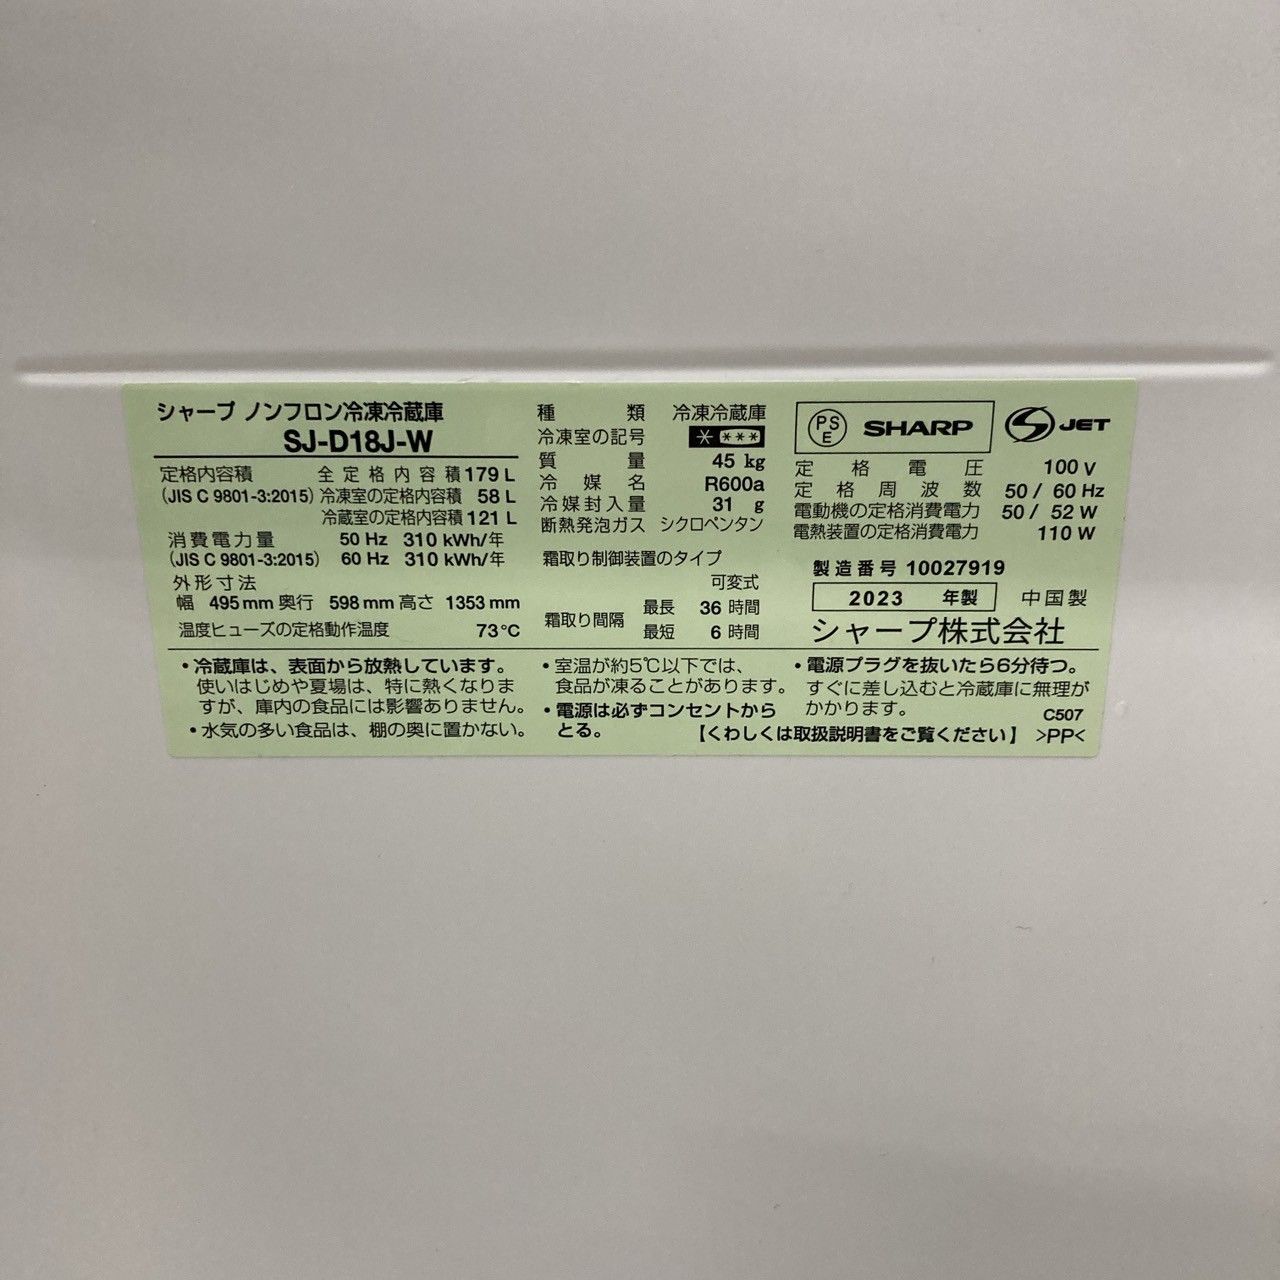 シャープ ノンフロン冷凍冷蔵庫
SJ-D18J-W
定格内容積 全定格内容積 179 L
(JIS C 9801-3:2015) 冷凍室の定格内容積 58 L
冷蔵室の定格内容積 121 L
消費電力量 50 Hz 310 kWh/年
(JIS C 9801-3:2015) 60 Hz 310 kWh/年
外形寸法
幅 495 mm 奥行 598 mm 高さ 1353 mm
温度ヒューズの定格動作温度 73℃
種類 冷凍冷蔵庫
冷凍室の記号 * ***
質量 45 kg
冷媒名 R600a
冷媒封入量 31 g
断熱発泡ガス シクロペンタン
霜取り制御装置のタイプ
可変式
霜取り間隔 最長 36 時間
最短 6 時間
PS E SHARP S JET
定格電圧 100 V
定格周波数 50 / 60 Hz
電動機の定格消費電力 50 / 52 W
電熱装置の定格消費電力 110 W
製造番号 10027919
2023 年製 中国製
シャープ株式会社
・冷蔵庫は、表面から放熱しています。
使いはじめや夏場は、特に熱くなりま
すが、庫内の食品には影響ありません。
・水気の多い食品は、棚の奥に置かない。
・室温が約5℃以下では、
食品が凍ることがあります。
・電源は必ずコンセントから
とる。
・電源プラグを抜いたら6分待つ。
すぐに差し込むと冷蔵庫に無理が
かかります。 C507
【くわしくは取扱説明書をご覧ください】 >PP<